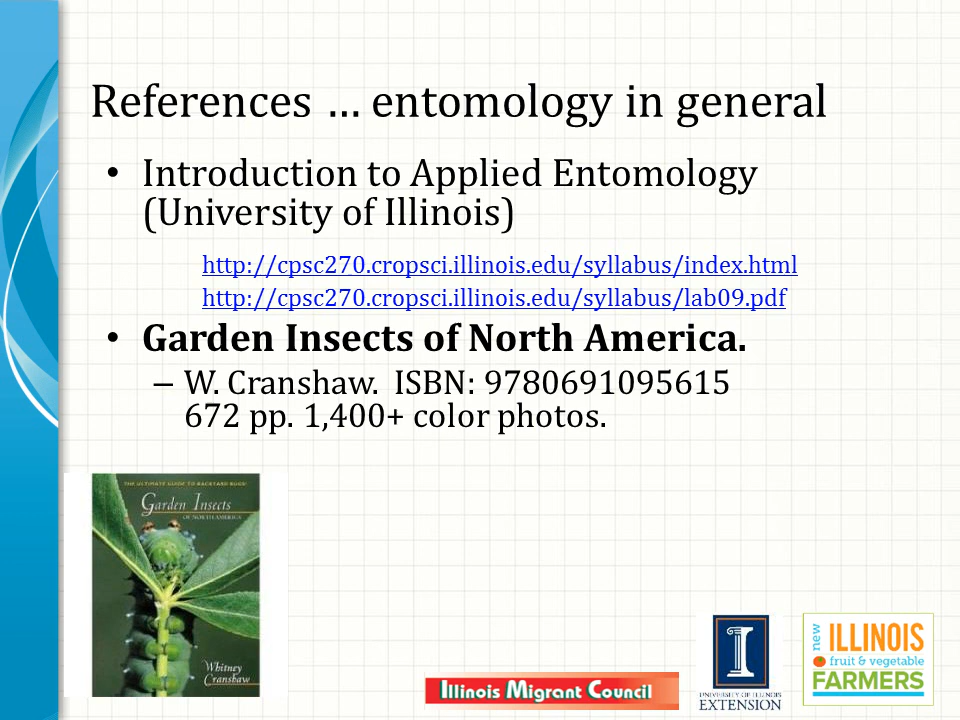 References … entomology in general
• Introduction to Applied Entomology
(University of Illinois)
http://cpsc270.cropsci.illinois.edu/syllabus/index.html
http://cpsc270.cropsci.illinois.edu/syllabus/lab09.pdf
• Garden Insects of North America.
– W. Cranshaw. ISBN: 9780691095615
672 pp. 1,400+ color photos.
THE ULTIMATE GUIDE TO BACKYARD BUGS
Garden Insects
OF NORTH AMERICA
Whitney
Cranshaw
Illinois Migrant Council
I
UNIVERSITY OF ILLINOIS
EXTENSION
new
ILLINOIS
fruit & vegetable
FARMERS